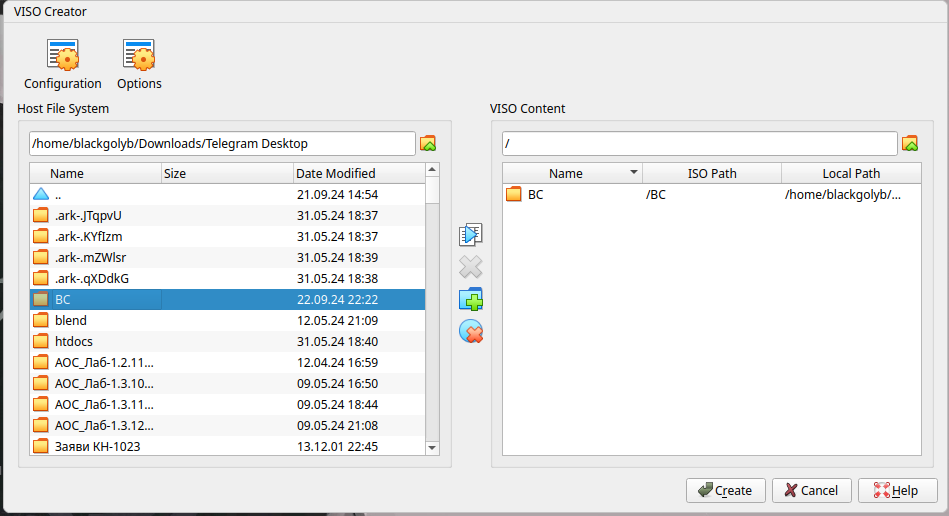 VISO Creator
Configuration Options
Host File System
/home/blackgolyb/Downloads/Telegram Desktop
Name Size Date Modified
.. 21.09.24 14:54
.ark-.JTqpvU 31.05.24 18:37
.ark-.KYfIzm 31.05.24 18:37
.ark-.mZWlsr 31.05.24 18:39
.ark-.qXDdkG 31.05.24 18:38
BC 22.09.24 22:22
blend 12.05.24 21:09
htdocs 31.05.24 18:40
АОС_Лаб-1.2.11... 12.04.24 16:59
АОС_Лаб-1.3.10... 09.05.24 16:50
АОС_Лаб-1.3.11... 09.05.24 18:44
АОС_Лаб-1.3.12... 09.05.24 21:08
Заяви КН-1023 13.12.01 22:45
VISO Content
/
Name ISO Path Local Path
BC /BC /home/blackgolyb/...
Create Cancel Help